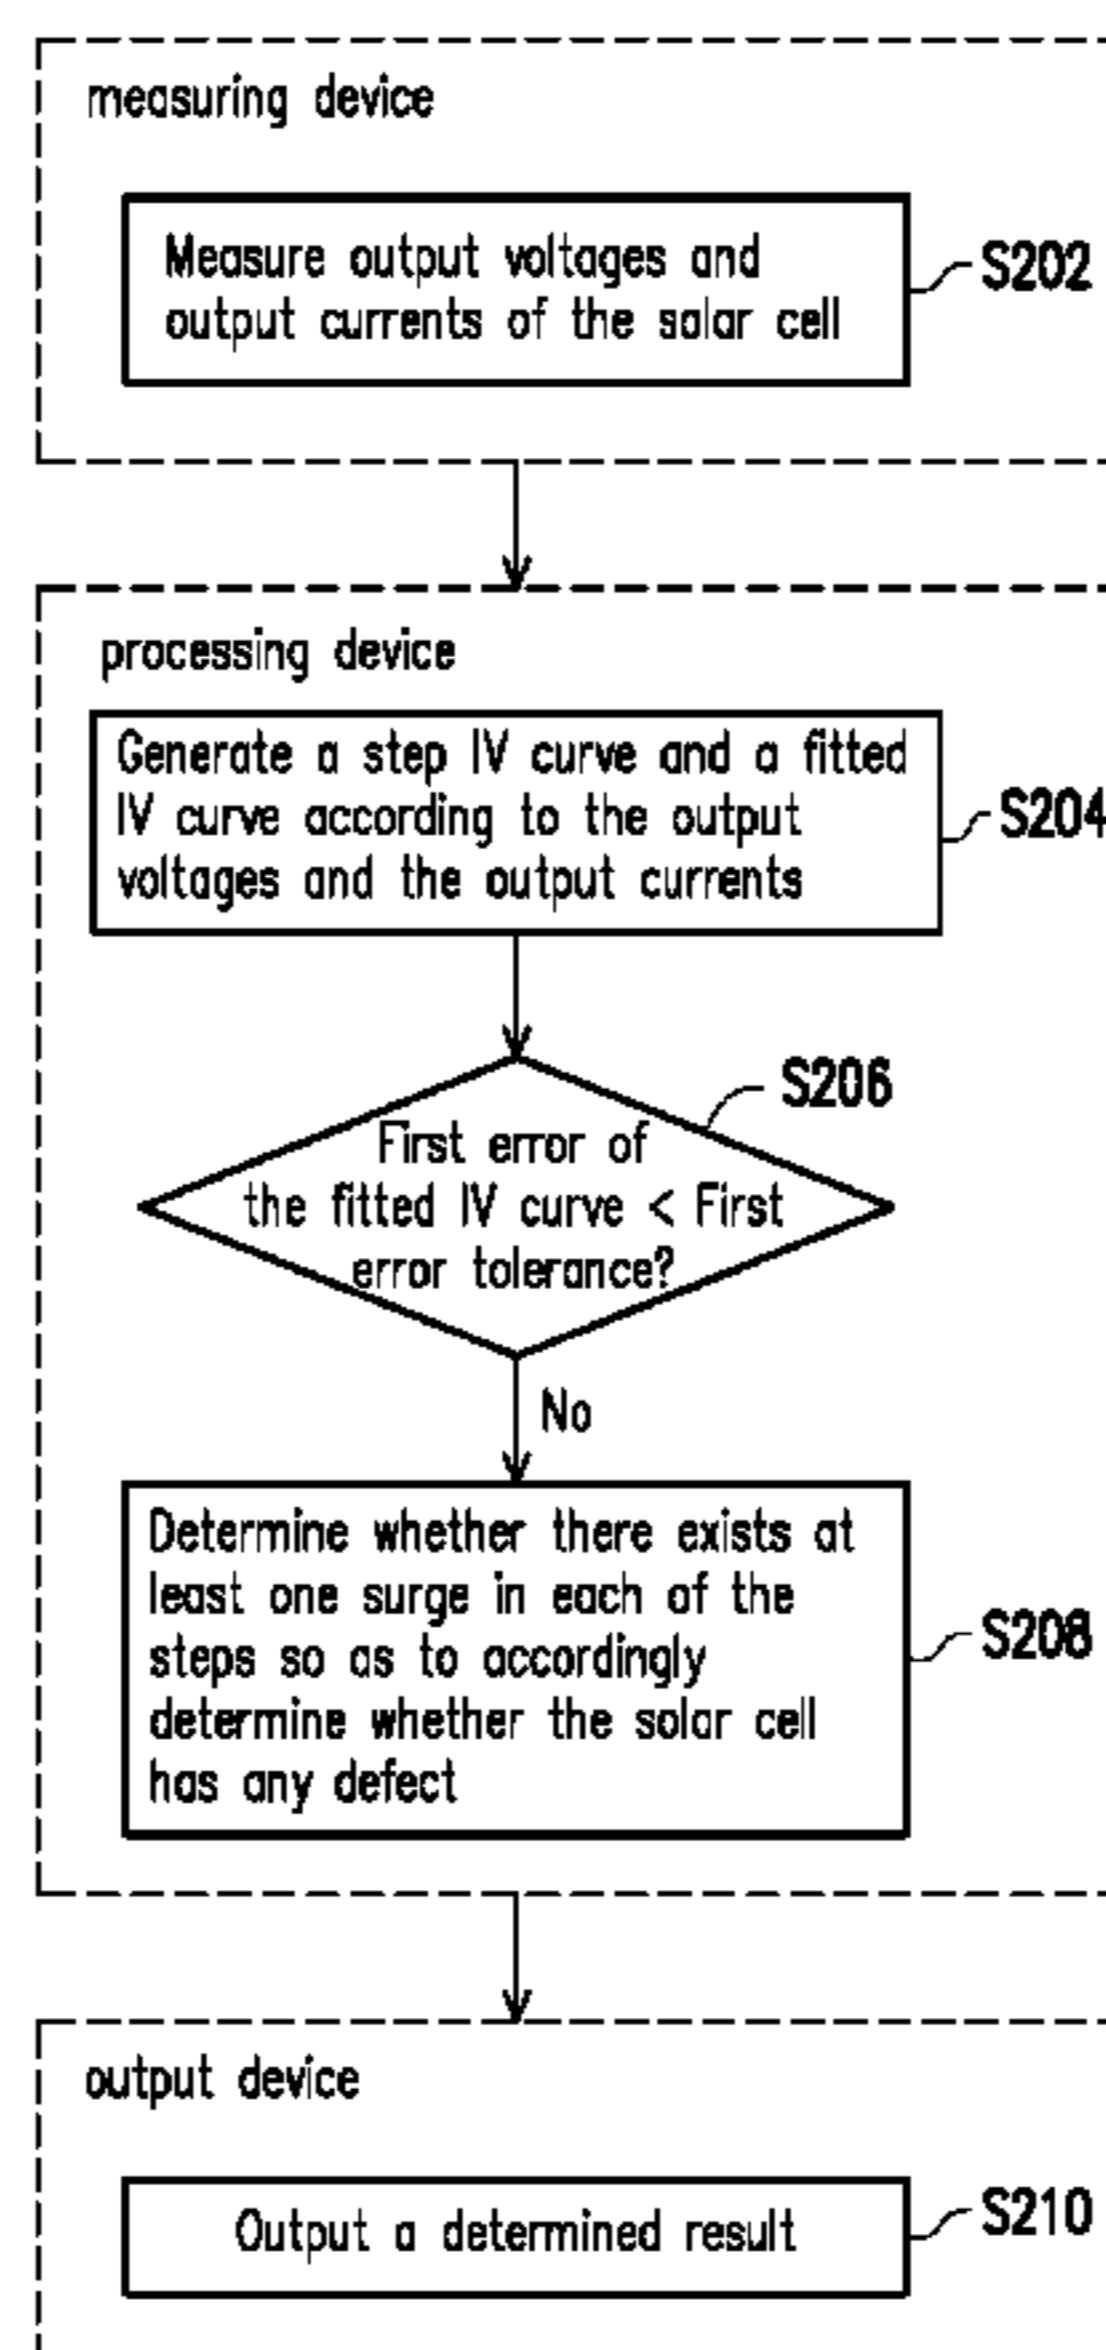 measuring device
Measure output voltages and
output currents of the solar cell
S202
processing device
Generate a step IV curve and a fitted
IV curve according to the output
voltages and the output currents
S204
S206
First error of
the fitted IV curve < First
error tolerance?
No
Determine whether there exists at
least one surge in each of the
steps so as to accordingly
determine whether the solar cell
has any defect
S208
output device
Output a determined result
S210